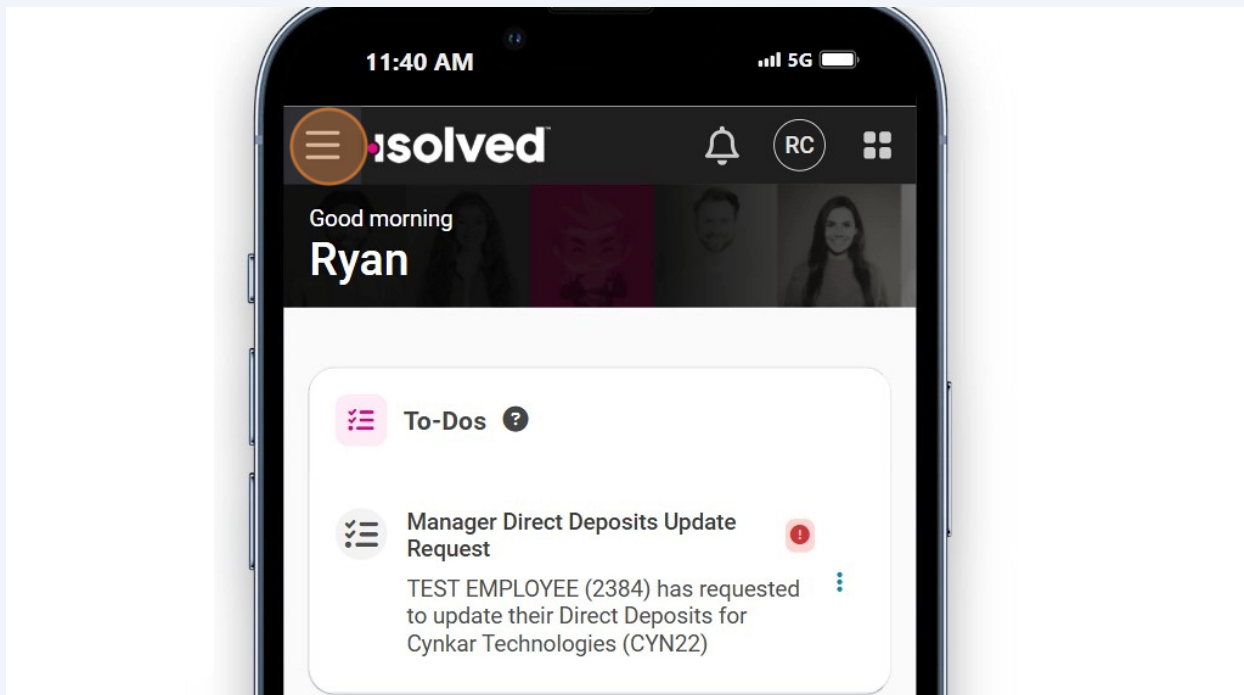 11:40 AM 5G
isolved™ RC
Good morning
Ryan
To-Dos ?
Manager Direct Deposits Update
Request
!
TEST EMPLOYEE (2384) has requested
to update their Direct Deposits for
Cynkar Technologies (CYN22)